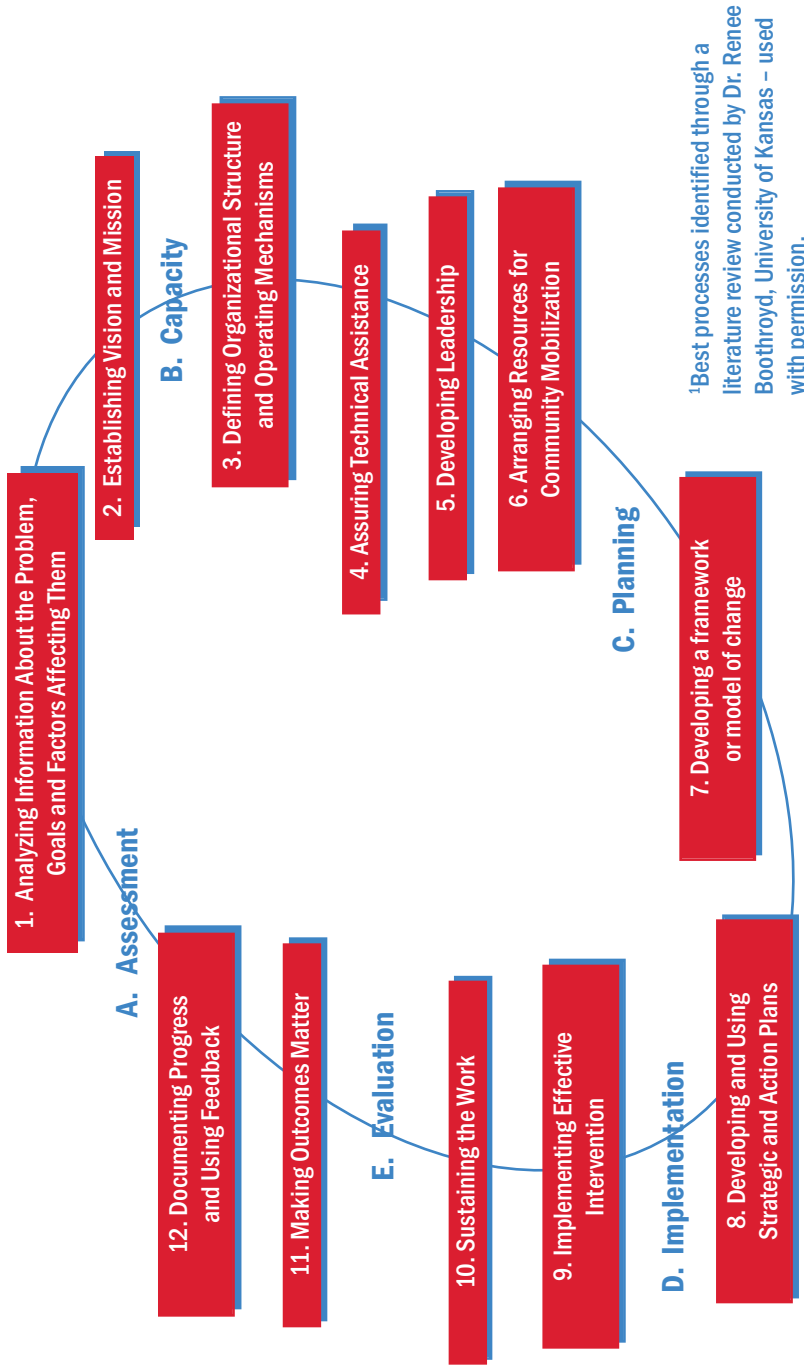 1. Analyzing Information About the Problem,
Goals and Factors Affecting Them
A. Assessment
2. Establishing Vision and Mission
B. Capacity
3. Defining Organizational Structure
and Operating Mechanisms
4. Assuring Technical Assistance
5. Developing Leadership
6. Arranging Resources for
Community Mobilization
C. Planning
7. Developing a framework
or model of change
8. Developing and Using
Strategic and Action Plans
D. Implementation
9. Implementing Effective
Intervention
10. Sustaining the Work
E. Evaluation
11. Making Outcomes Matter
12. Documenting Progress
and Using Feedback
¹Best processes identified through a
literature review conducted by Dr. Renee
Boothroyd, University of Kansas – used
with permission.